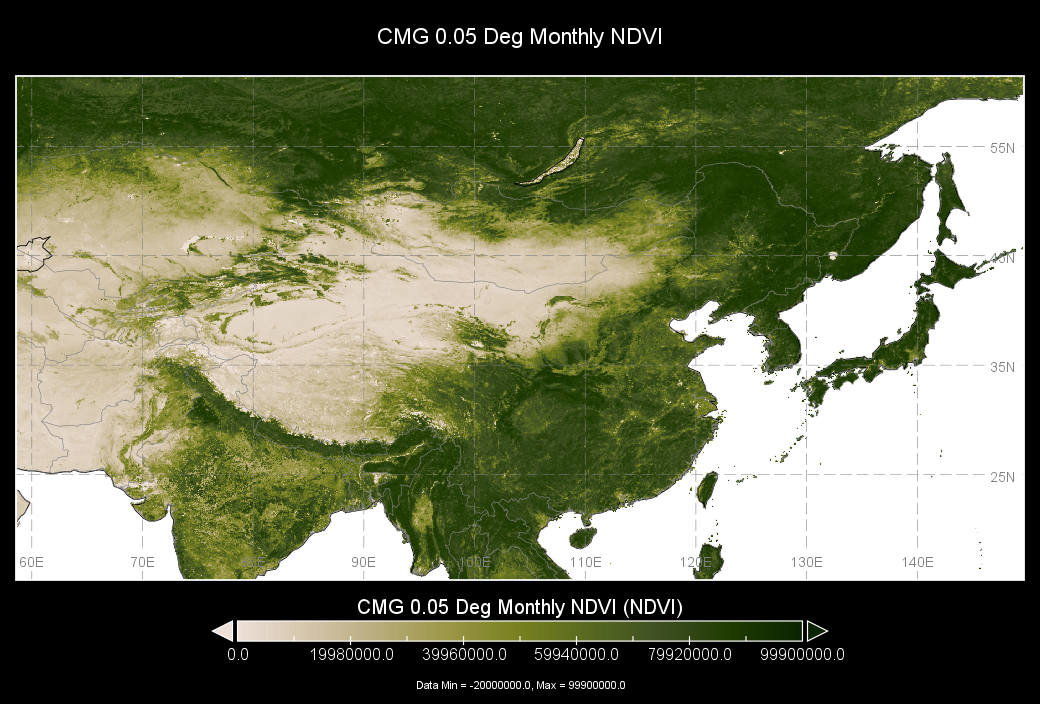 CMG 0.05 Deg Monthly NDVI
55N
45N
35N
25N
60E 70E 80E 90E 100E 110E 120E 130E 140E
CMG 0.05 Deg Monthly NDVI (NDVI)
0.0 19980000.0 39960000.0 59940000.0 79920000.0 99900000.0
Data Min = -20000000.0, Max = 99900000.0